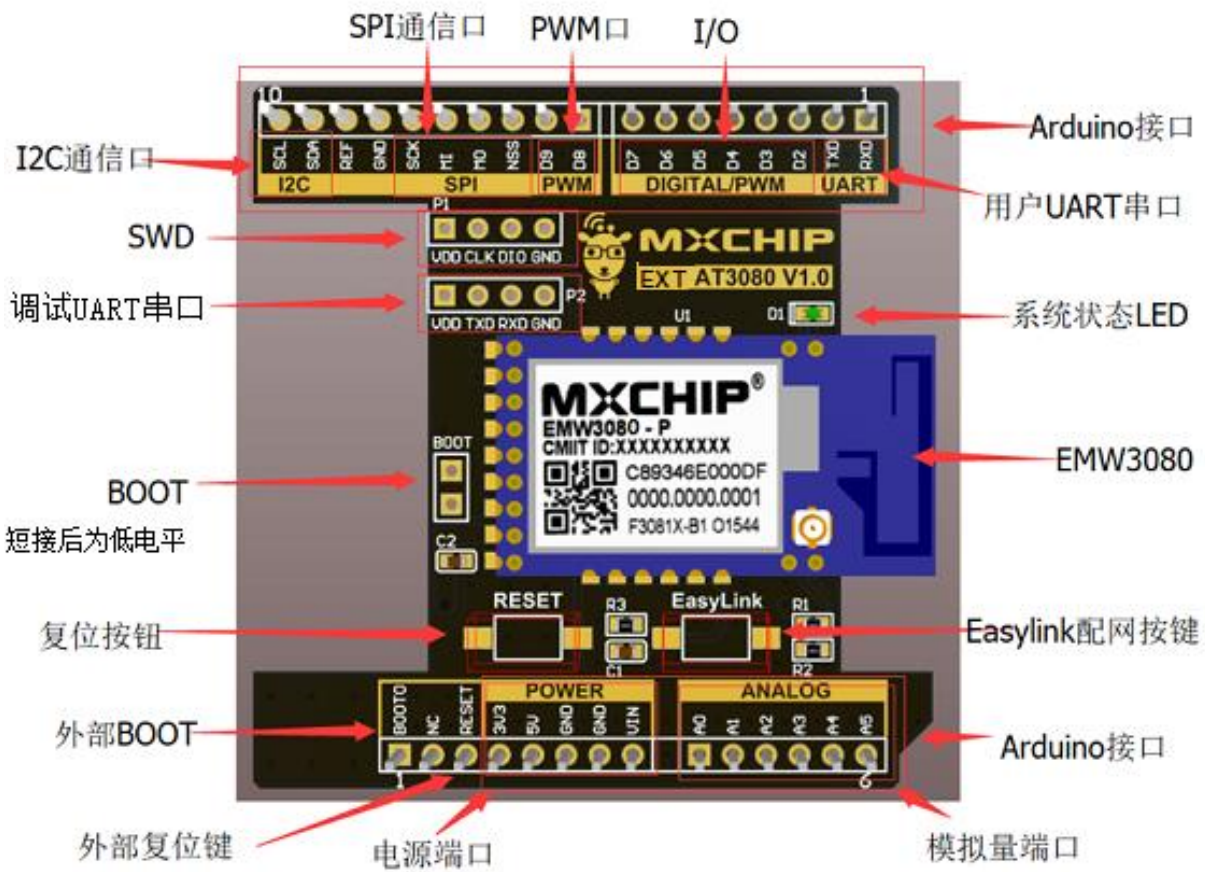 SPI通信口 PWM口 I/O
10 1
Arduino接口
I2C通信口
SCL SDA REF GND SCK MI MO NSS D9 D8 D7 D6 D5 D4 D3 D2 TXD RXD
I2C SPI PWM DIGITAL/PWM UART
用户UART串口
P1
SWD
VDD CLK DIO GND
MXCHIP
EXT AT3080 V1.0
调试UART串口
P2
VDD TXD RXD GND
U1
D1
系统状态LED
MXCHIP®
EMW3080 - P
CMIIT ID:XXXXXXXXXX
C89346E000DF
0000.0000.0001
F3081X-B1 O1544
EMW3080
BOOT
BOOT
短接后为低电平
C2
RESET R3 EasyLink R1
复位按钮
Easylink配网按键
C1 R2
POWER ANALOG
BOOT0 NC RESET 3V3 5V GND GND VIN A0 A1 A2 A3 A4 A5
外部BOOT
Arduino接口
1 6
外部复位键
电源端口
模拟量端口